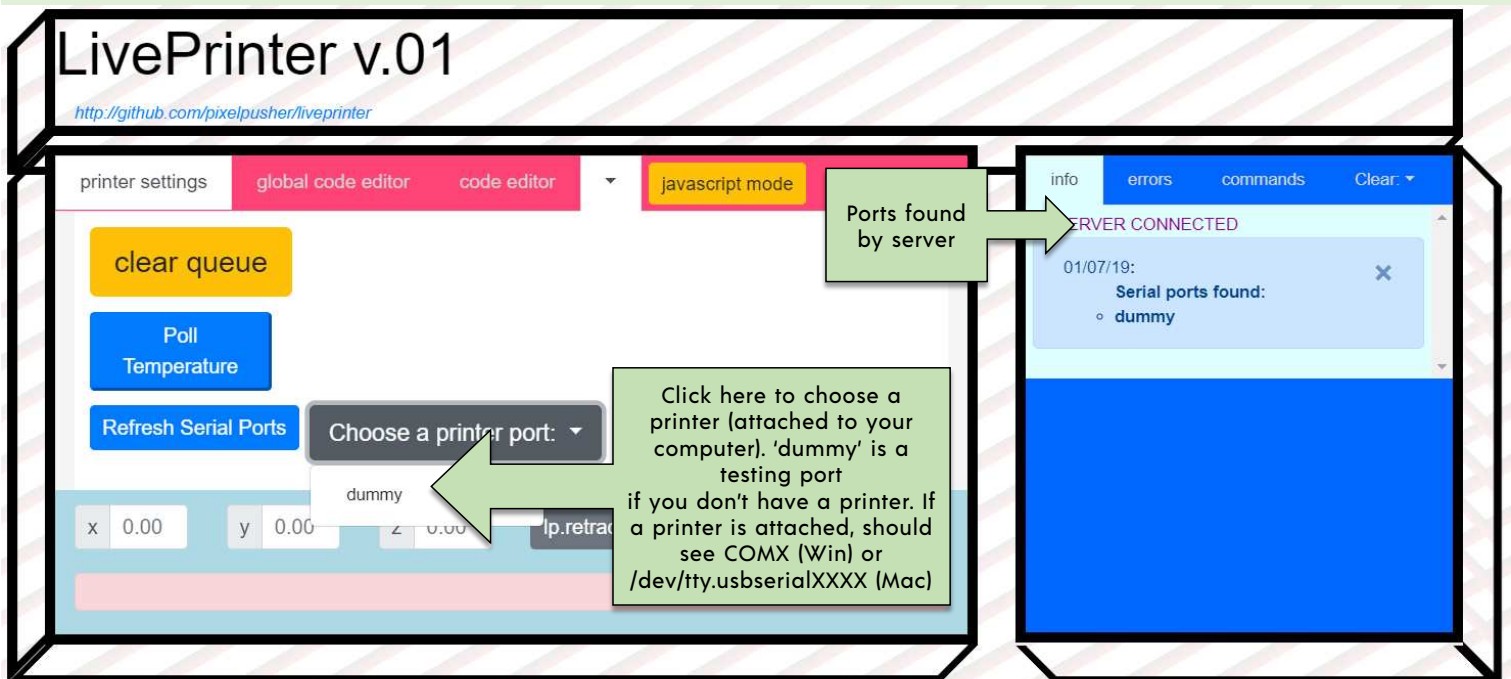 LivePrinter v.01
http://github.com/pixelpusher/liveprinter
printer settings global code editor code editor javascript mode
clear queue
Poll
Temperature
Refresh Serial Ports Choose a printer port:
dummy
x 0.00 y 0.00 z 0.00
Ports found
by server
Click here to choose a
printer (attached to your
computer). ‘dummy’ is a
testing port
if you don't have a printer. If
a printer is attached, should
see COMX (Win) or
/dev/tty.usbserialXXXX (Mac)
info errors commands Clear:
CONNECTED
01/07/19:
Serial ports found:
dummy